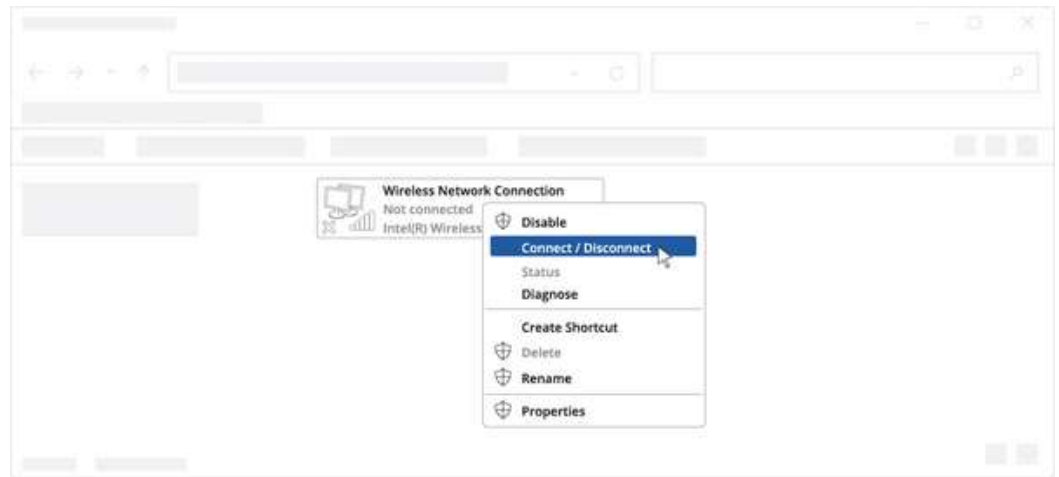 Wireless Network Connection
Not connected
Intel(R) Wireless
Disable
Connect / Disconnect
Status
Diagnose
Create Shortcut
Delete
Rename
Properties